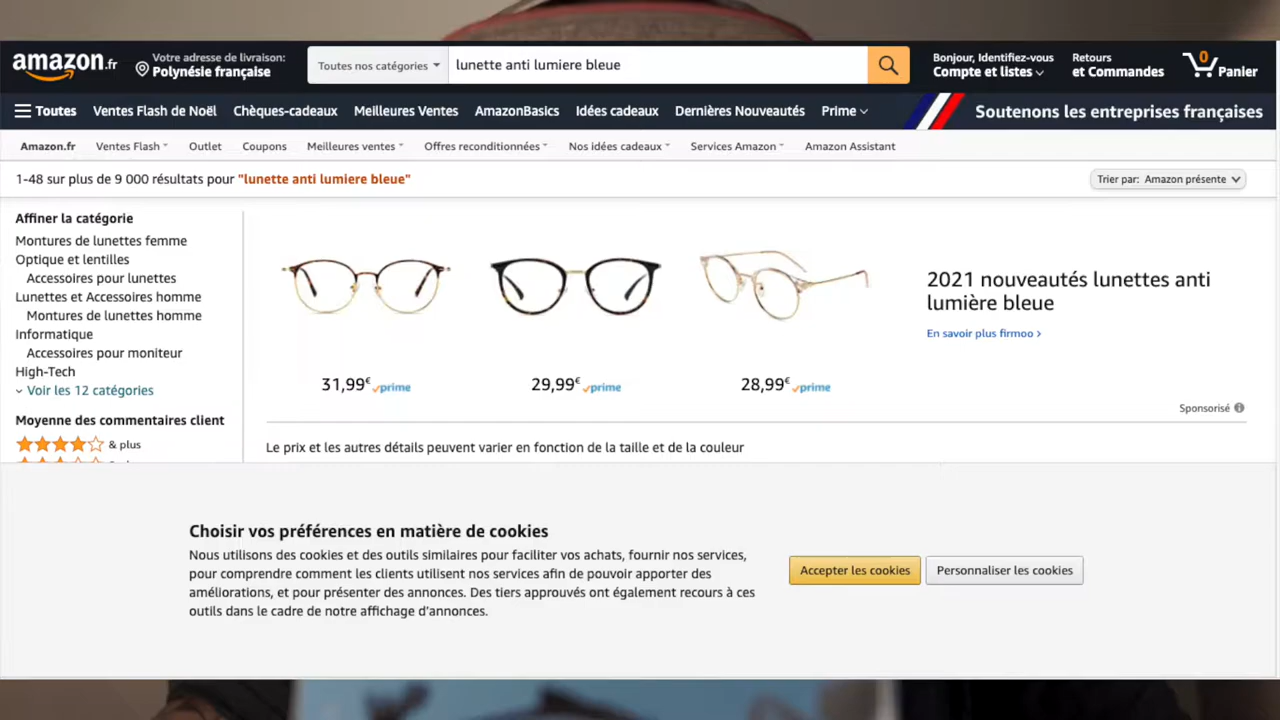 amazon.fr
Votre adresse de livraison:
Polynésie française
Toutes nos catégories
lunette anti lumiere bleue
Bonjour, Identifiez-vous
Compte et listes
Retours
et Commandes
0
Panier
Toutes Ventes Flash de Noël Chèques-cadeaux Meilleures Ventes AmazonBasics Idées cadeaux Dernières Nouveautés Prime Soutenons les entreprises françaises
Amazon.fr Ventes Flash Outlet Coupons Meilleures ventes Offres reconditionnées Nos idées cadeaux Services Amazon Amazon Assistant
1-48 sur plus de 9 000 résultats pour "lunette anti lumiere bleue"
Trier par: Amazon présente
Affiner la catégorie
Montures de lunettes femme
Optique et lentilles
Accessoires pour lunettes
Lunettes et Accessoires homme
Montures de lunettes homme
Informatique
Accessoires pour moniteur
High-Tech
Voir les 12 catégories
Moyenne des commentaires client
& plus
31,99€ prime
29,99€ prime
28,99€ prime
2021 nouveautés lunettes anti
lumière bleue
En savoir plus firmoo ›
Sponsorisé
Le prix et les autres détails peuvent varier en fonction de la taille et de la couleur
Choisir vos préférences en matière de cookies
Nous utilisons des cookies et des outils similaires pour faciliter vos achats, fournir nos services,
pour comprendre comment les clients utilisent nos services afin de pouvoir apporter des
améliorations, et pour présenter des annonces. Des tiers approuvés ont également recours à ces
outils dans le cadre de notre affichage d'annonces.
Accepter les cookies
Personnaliser les cookies